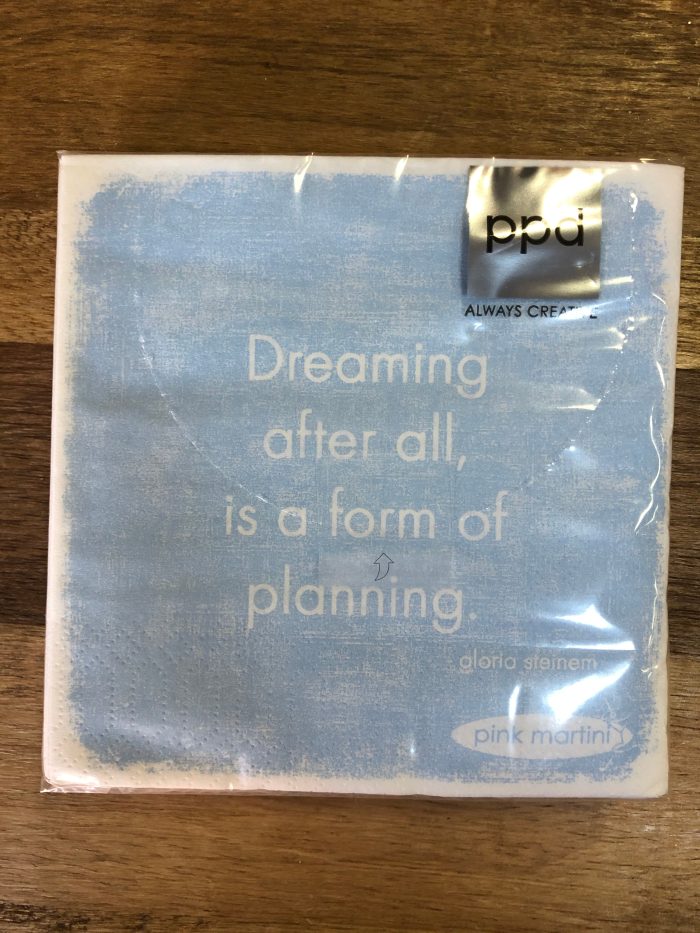 ppd
ALWAYS CREATIVE
Dreaming
after all,
is a form of
planning.
gloria steinem
pink martini